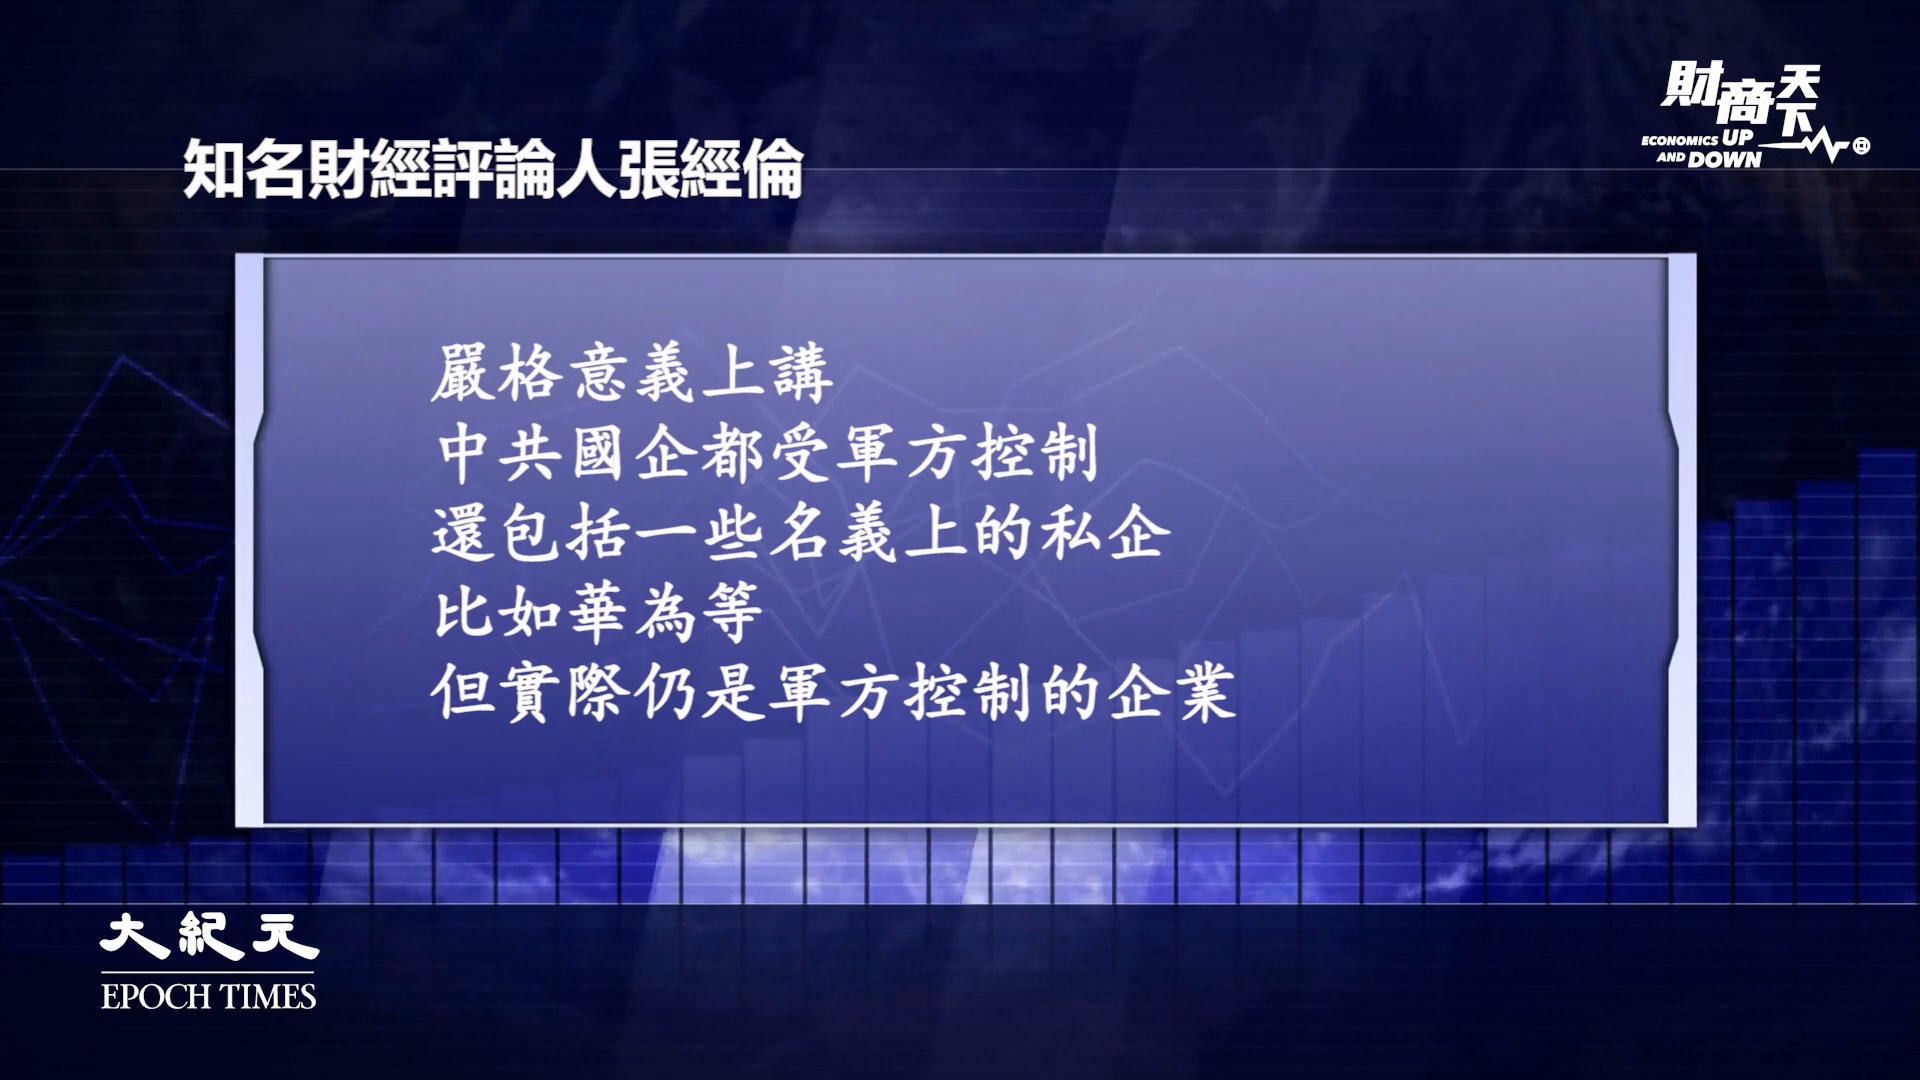 財商天下
ECONOMICS UP
AND DOWN
知名財經評論人張經倫
嚴格意義上講
中共國企都受軍方控制
還包括一些名義上的私企
比如華為等
但實際仍是軍方控制的企業
大紀元
EPOCH TIMES